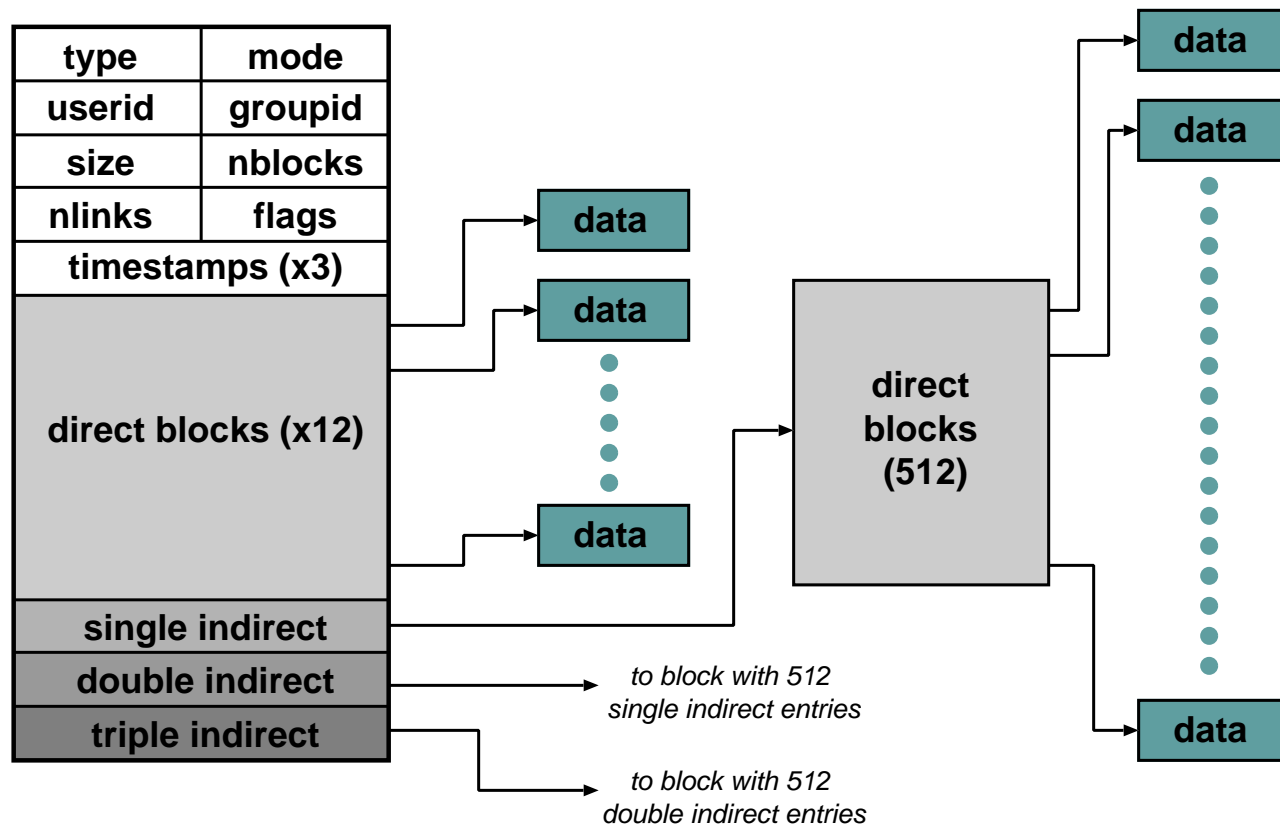 type mode
userid groupid
size nblocks
nlinks flags
timestamps (x3)
direct blocks (x12)
single indirect
double indirect
triple indirect
data
data
data
to block with 512
single indirect entries
to block with 512
double indirect entries
direct
blocks
(512)
data
data
data